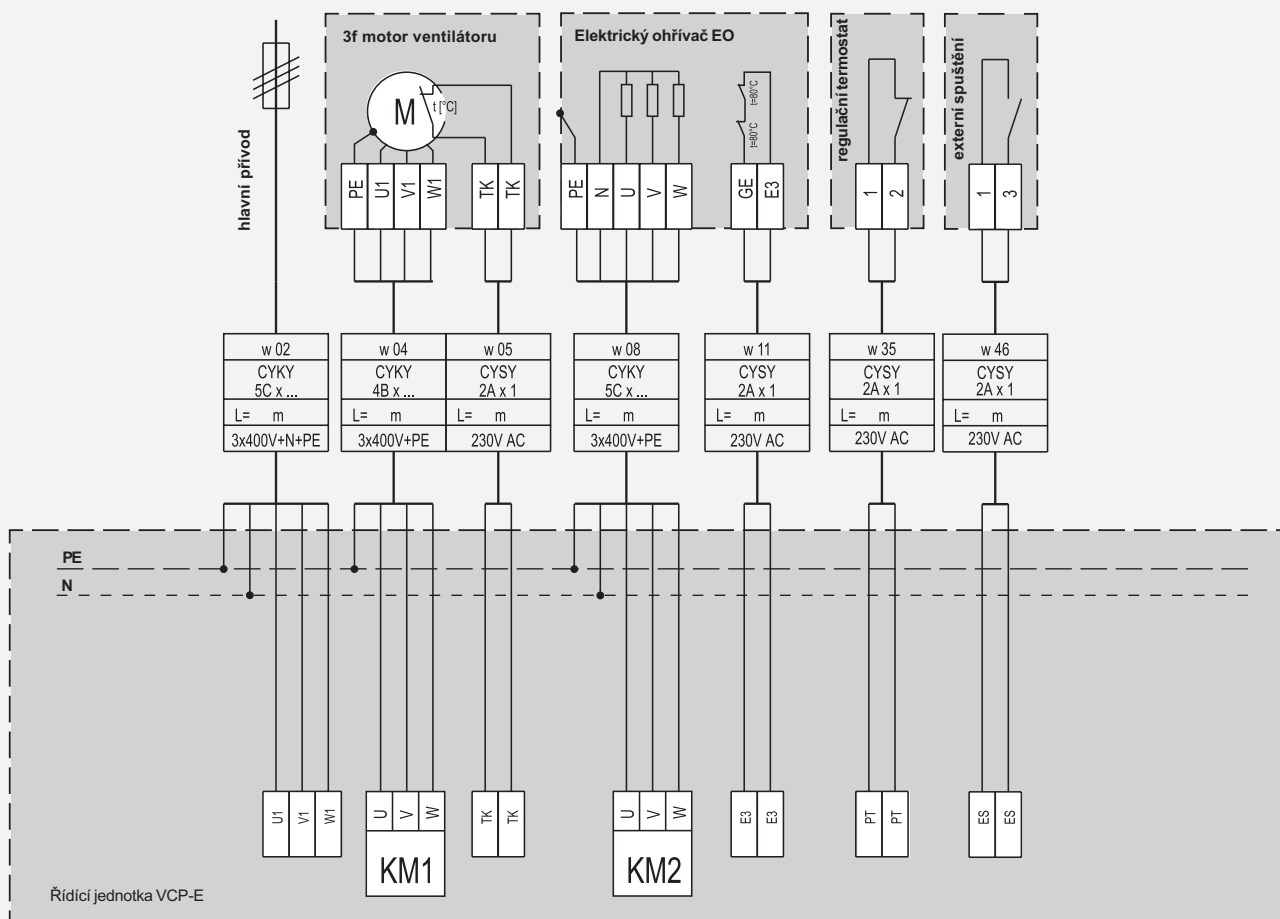 3f motor ventilátoru
Elektrický ohřívač EO
regulační termostat
externí spuštění
hlavní přívod
M
t [°C]
t=80°C
t=80°C
PE
U1
V1
W1
TK
TK
PE
N
U
V
W
GE
E3
1
2
1
3
w 02
CYKY
5C x ...
L= m
3x400V+N+PE
w 04
CYKY
4B x ...
L= m
3x400V+PE
w 05
CYSY
2A x 1
L= m
230V AC
w 08
CYKY
5C x ...
L= m
3x400V+PE
w 11
CYSY
2A x 1
L= m
230V AC
w 35
CYSY
2A x 1
L= m
230V AC
w 46
CYSY
2A x 1
L= m
230V AC
PE
N
U1
V1
W1
U
V
W
KM1
TK
TK
U
V
W
KM2
E3
E3
PT
PT
ES
ES
Řídící jednotka VCP-E